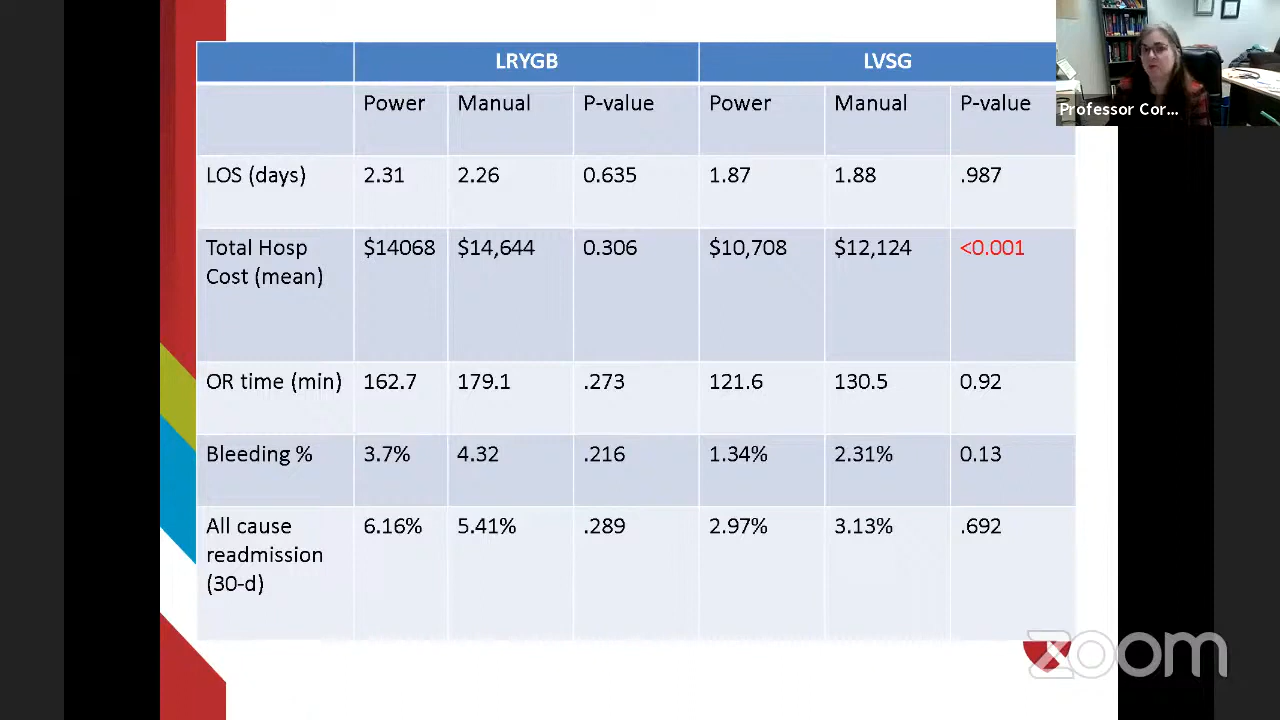 LRYGB LVSG
Power Manual P-value Power Manual P-value
Professor Cor...
LOS (days) 2.31 2.26 0.635 1.87 1.88 .987
Total Hosp $14068 $14,644 0.306 $10,708 $12,124 <0.001
Cost (mean)
OR time (min) 162.7 179.1 .273 121.6 130.5 0.92
Bleeding % 3.7% 4.32 .216 1.34% 2.31% 0.13
All cause 6.16% 5.41% .289 2.97% 3.13% .692
readmission
(30-d)
zoom